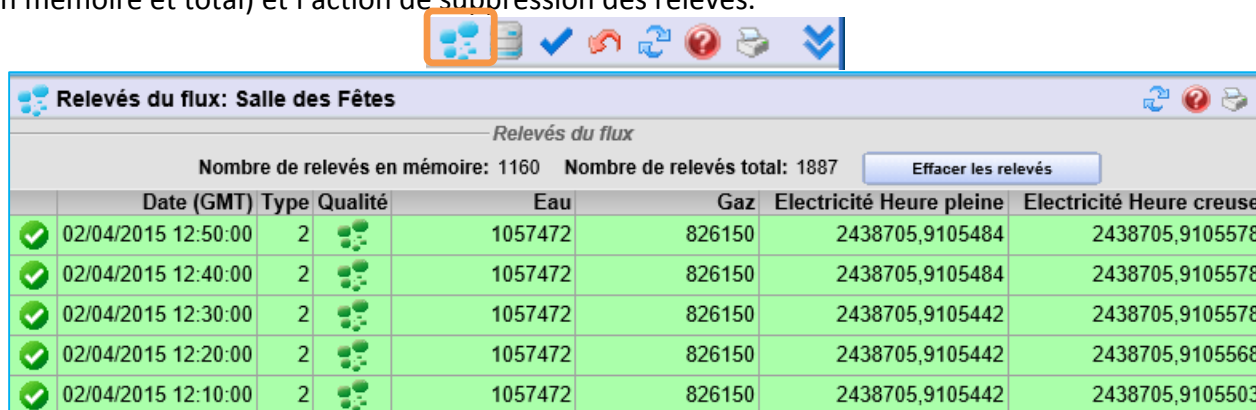 n mémoire et total) et l'action de suppression des relevés.
Relevés du flux: Salle des Fêtes
Relevés du flux
Nombre de relevés en mémoire: 1160 Nombre de relevés total: 1887 Effacer les relevés
Date (GMT) Type Qualité Eau Gaz Electricité Heure pleine Electricité Heure creuse
02/04/2015 12:50:00 2 1057472 826150 2438705,9105484 2438705,9105578
02/04/2015 12:40:00 2 1057472 826150 2438705,9105484 2438705,9105578
02/04/2015 12:30:00 2 1057472 826150 2438705,9105442 2438705,9105578
02/04/2015 12:20:00 2 1057472 826150 2438705,9105442 2438705,9105568
02/04/2015 12:10:00 2 1057472 826150 2438705,9105442 2438705,9105503